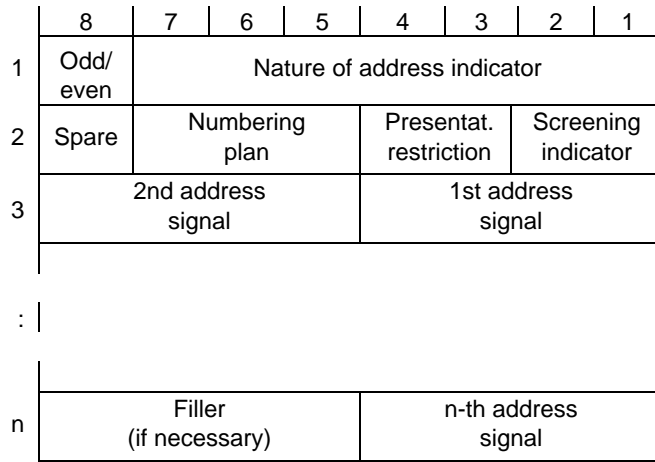 8 7 6 5 4 3 2 1
1 Odd/ even Nature of address indicator
2 Spare Numbering plan Presentat. restriction Screening indicator
3 2nd address signal 1st address signal
:
n Filler (if necessary) n-th address signal